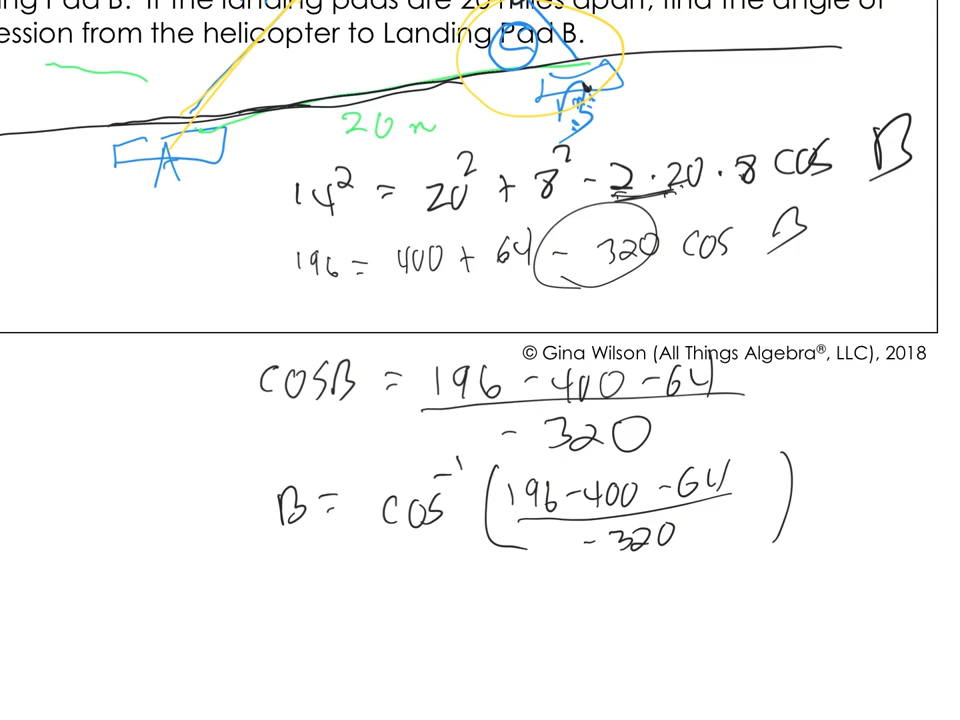 Pad B. If the landing pads are 20 miles apart, find the angle of
ession from the helicopter to Landing Pad B.
A
20 m
14² = 20² + 8² - 2 · 20 · 8 cos B
196 = 400 + 64 - 320 cos B
© Gina Wilson (All Things Algebra®, LLC), 2018
COSB = 196 - 400 - 64
- 320
B = cos⁻¹ ( 196 - 400 - 64 )
- 320